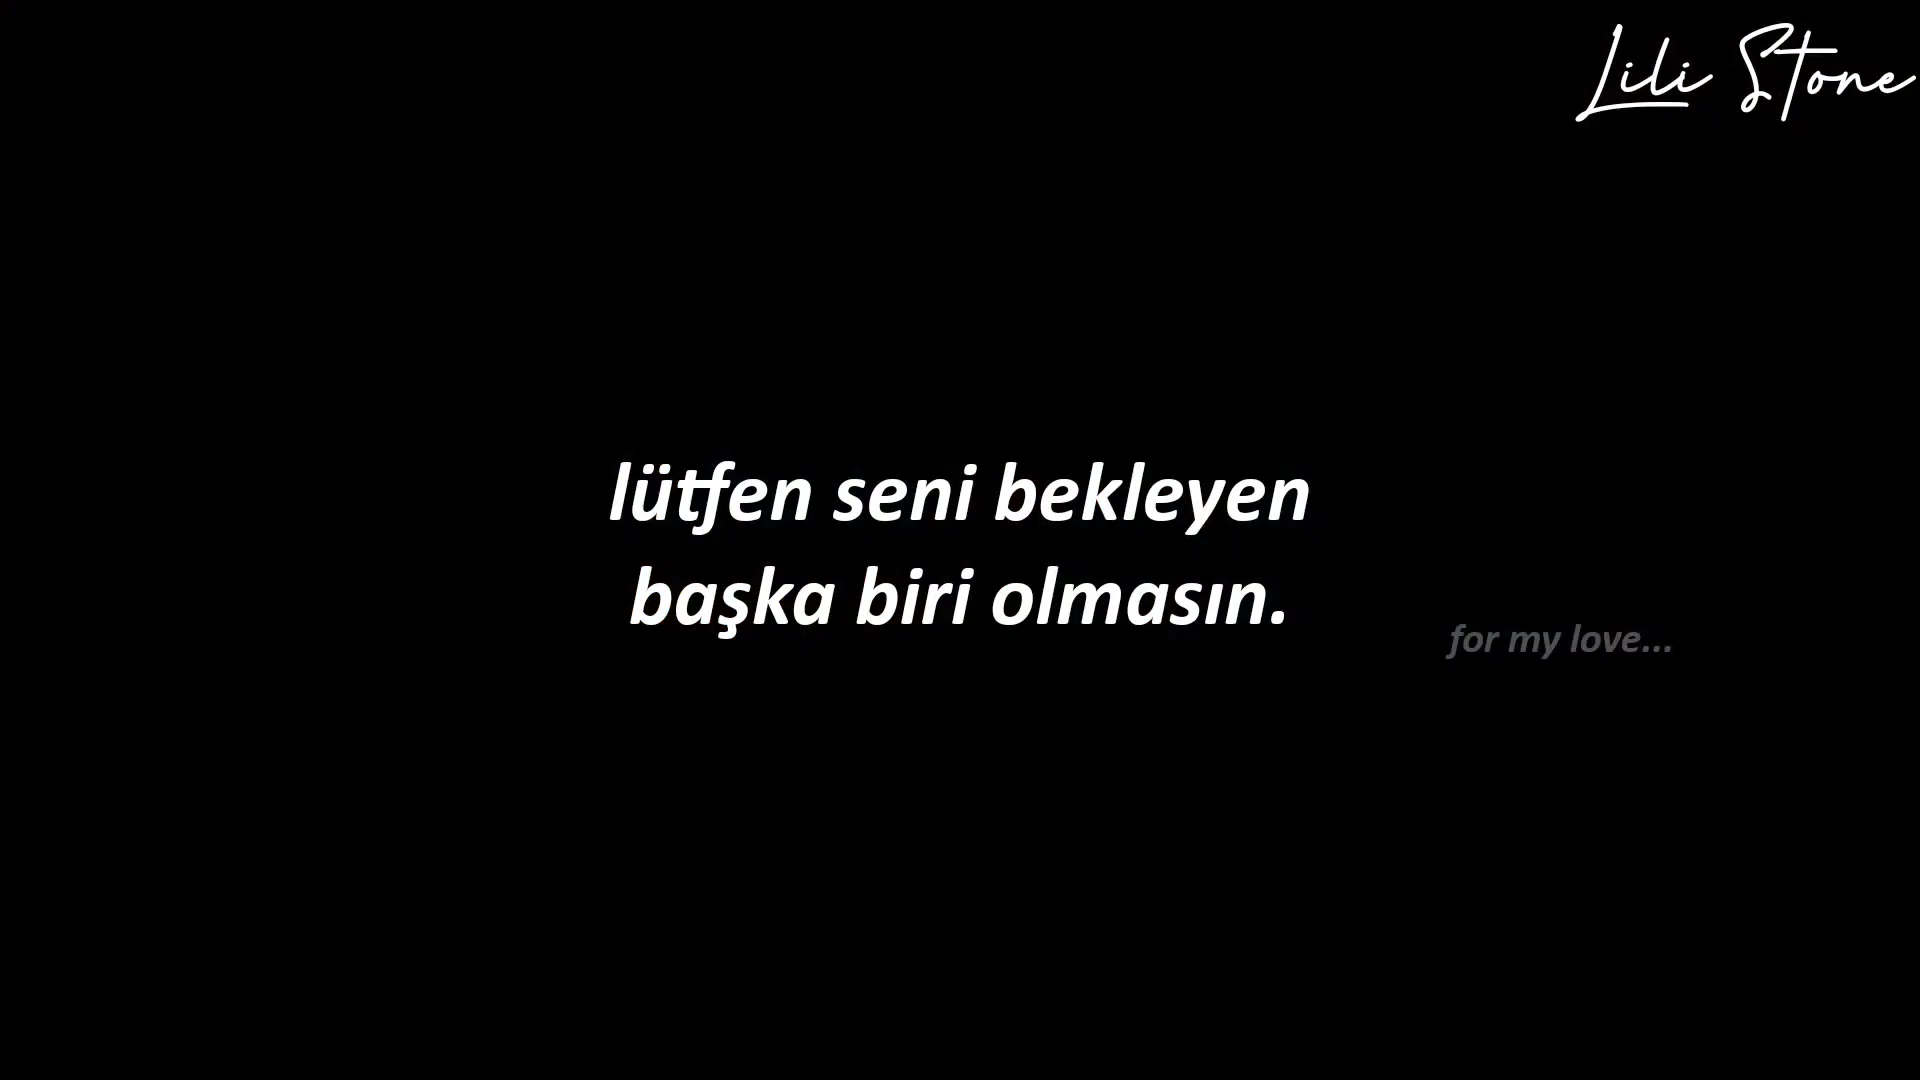 Lili Stone
lütfen seni bekleyen
başka biri olmasın.
for my love...